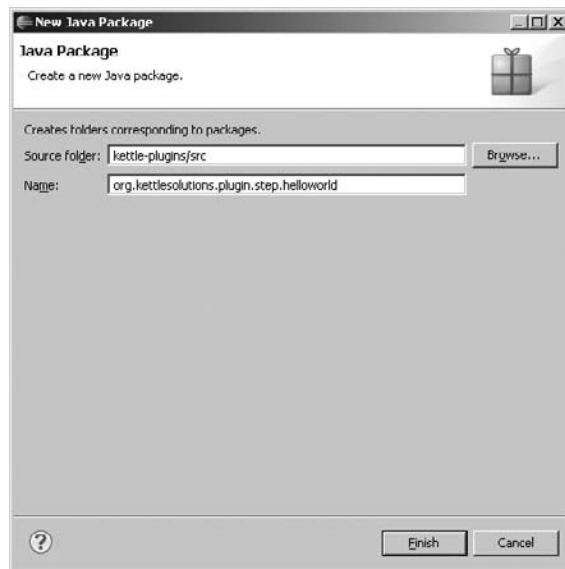 New Java Package
Java Package
Create a new Java package.
Creates folders corresponding to packages.
Source folder: kettle-plugins/src Browse...
Name: org.kettlesolutions.plugin.step.helloworld
Finish Cancel